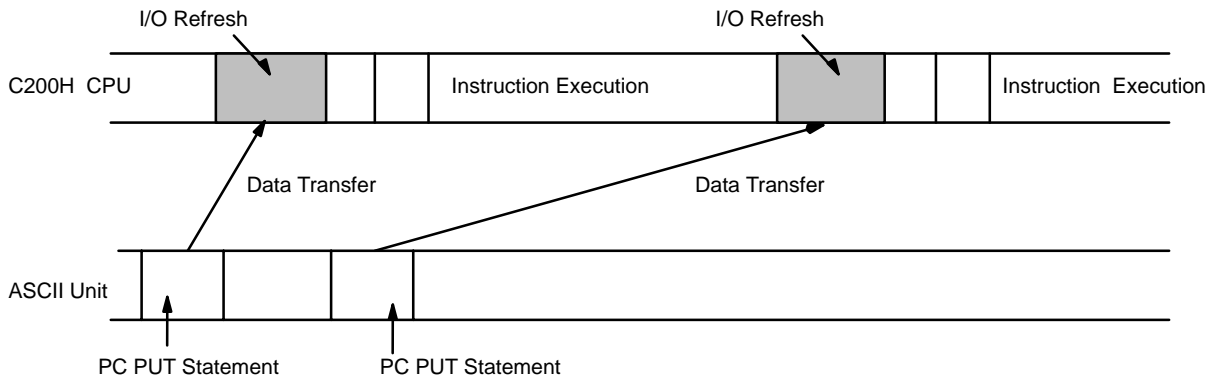 I/O Refresh
I/O Refresh
C200H CPU
Instruction Execution
Instruction Execution
Data Transfer
Data Transfer
ASCII Unit
PC PUT Statement
PC PUT Statement